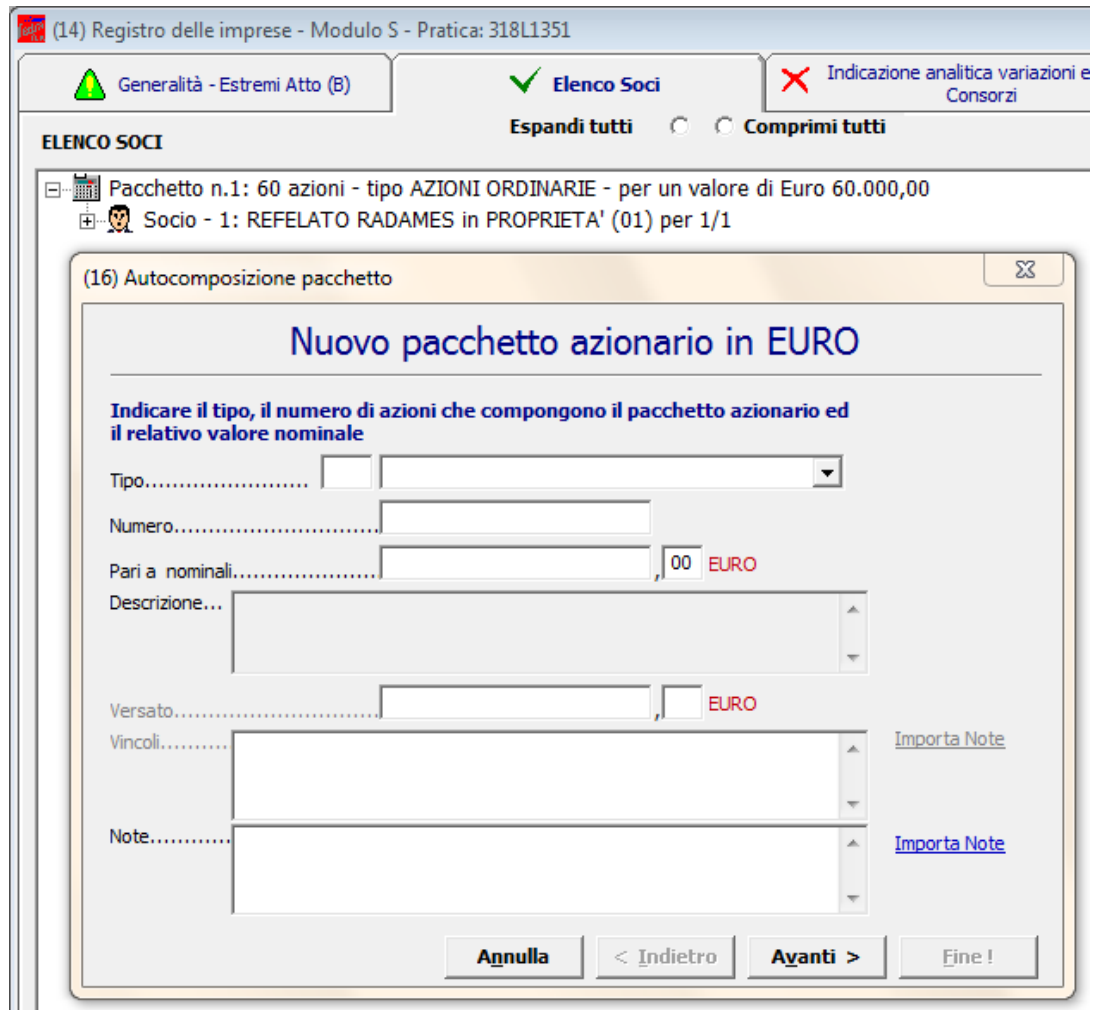 (14) Registro delle imprese - Modulo S - Pratica: 318L1351
Generalità - Estremi Atto (B)
Elenco Soci
Indicazione analitica variazioni e
Consorzi
Espandi tutti
Comprimi tutti
ELENCO SOCI
Pacchetto n.1: 60 azioni - tipo AZIONI ORDINARIE - per un valore di Euro 60.000,00
Socio - 1: REFELATO RADAMES in PROPRIETA' (01) per 1/1
(16) Autocomposizione pacchetto
Nuovo pacchetto azionario in EURO
Indicare il tipo, il numero di azioni che compongono il pacchetto azionario ed
il relativo valore nominale
Tipo........................
Numero..............................
Pari a nominali.....................
,00 EURO
Descrizione...
Versato..............................
, EURO
Vincoli..........
Importa Note
Note............
Importa Note
Annulla
< Indietro
Avanti >
Fine !